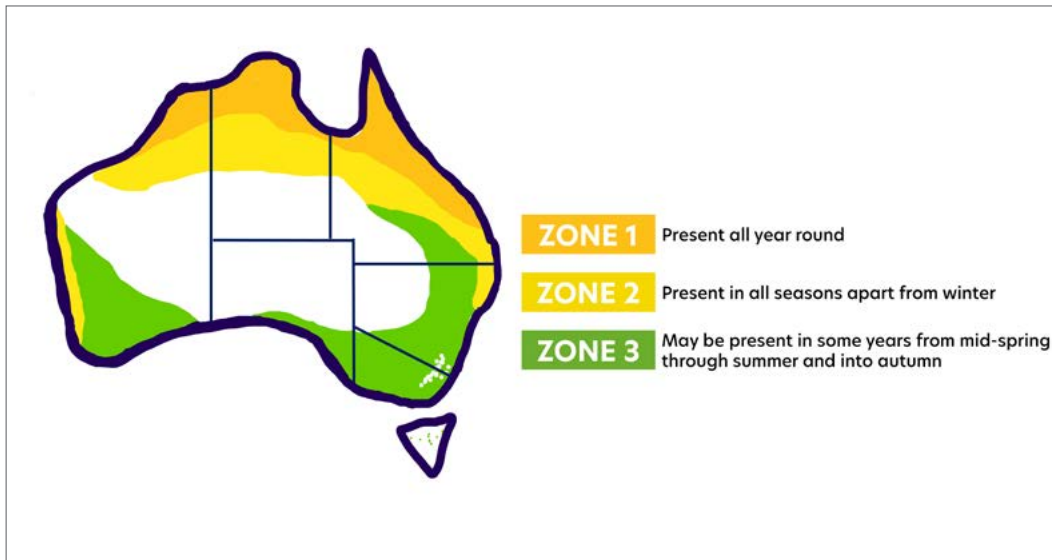 ZONE 1
Present all year round
ZONE 2
Present in all seasons apart from winter
ZONE 3
May be present in some years from mid-spring
through summer and into autumn